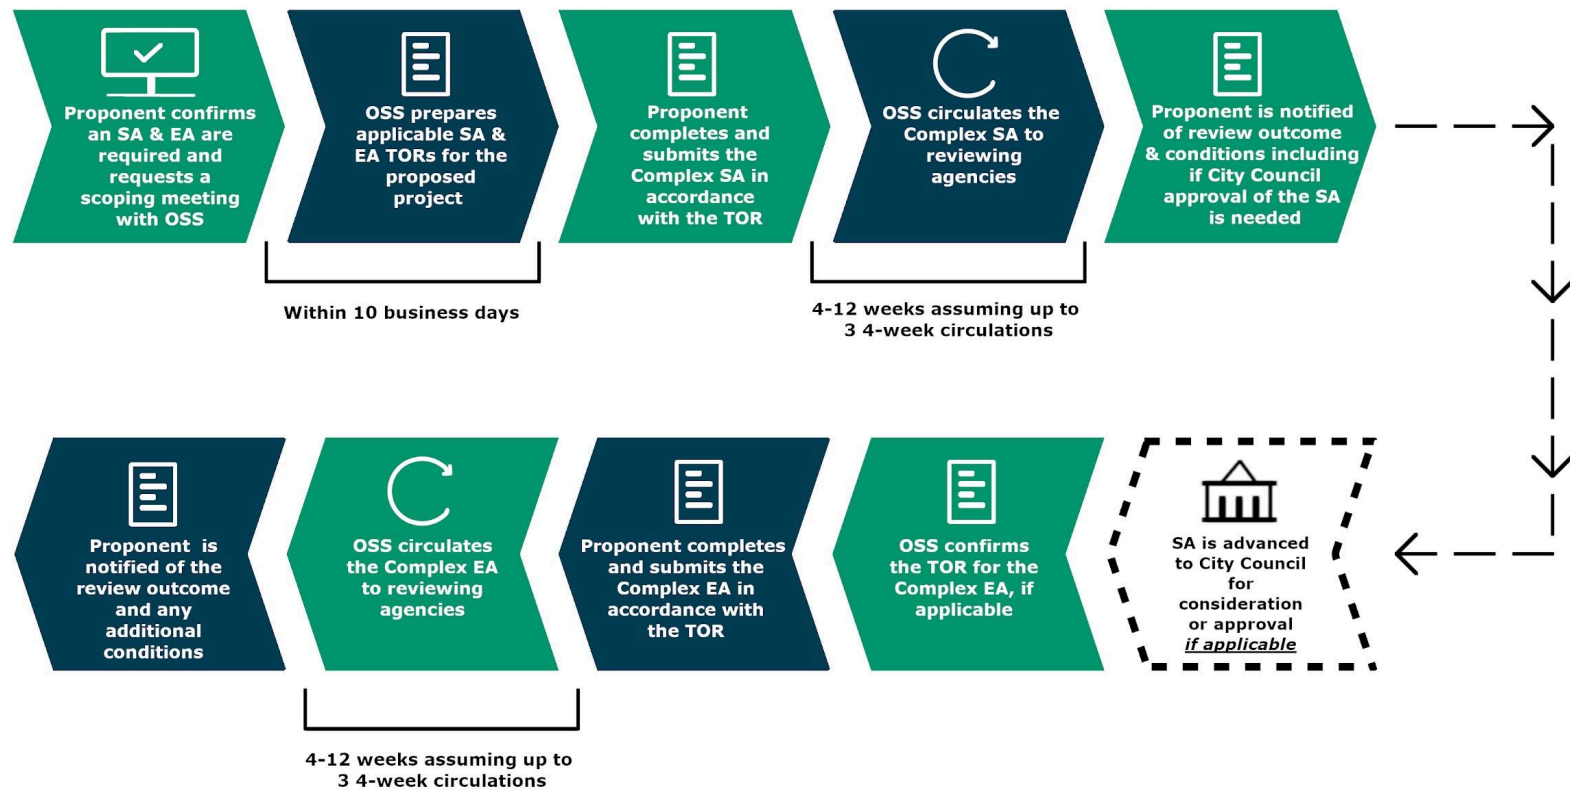 Proponent confirms
an SA & EA are
required and
requests a
scoping meeting
with OSS
OSS prepares
applicable SA &
EA TORs for the
proposed
project
Proponent
completes and
submits the
Complex SA in
accordance
with the TOR
OSS circulates the
Complex SA to
reviewing
agencies
Proponent is notified
of review outcome
& conditions including
if City Council
approval of the SA
is needed
Within 10 business days
4-12 weeks assuming up to
3 4-week circulations
SA is advanced
to City Council
for
consideration
or approval
if applicable
OSS confirms
the TOR for the
Complex EA, if
applicable
Proponent completes
and submits the
Complex EA in
accordance with
the TOR
OSS circulates
the Complex EA
to reviewing
agencies
Proponent is
notified of the
review outcome
and any
additional
conditions
4-12 weeks assuming up to
3 4-week circulations